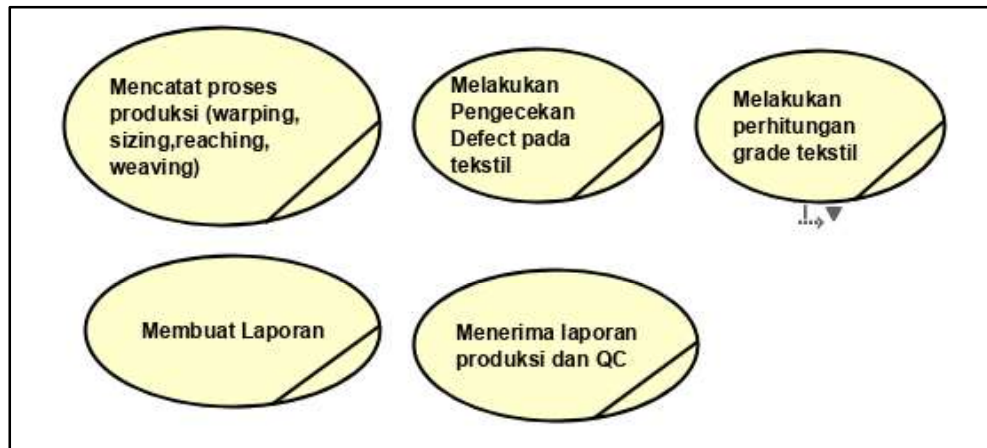 Mencatat proses
produksi (warping,
sizing,reaching,
weaving)
Melakukan
Pengecekan
Defect pada
tekstil
Melakukan
perhitungan
grade tekstil
Membuat Laporan
Menerima laporan
produksi dan QC